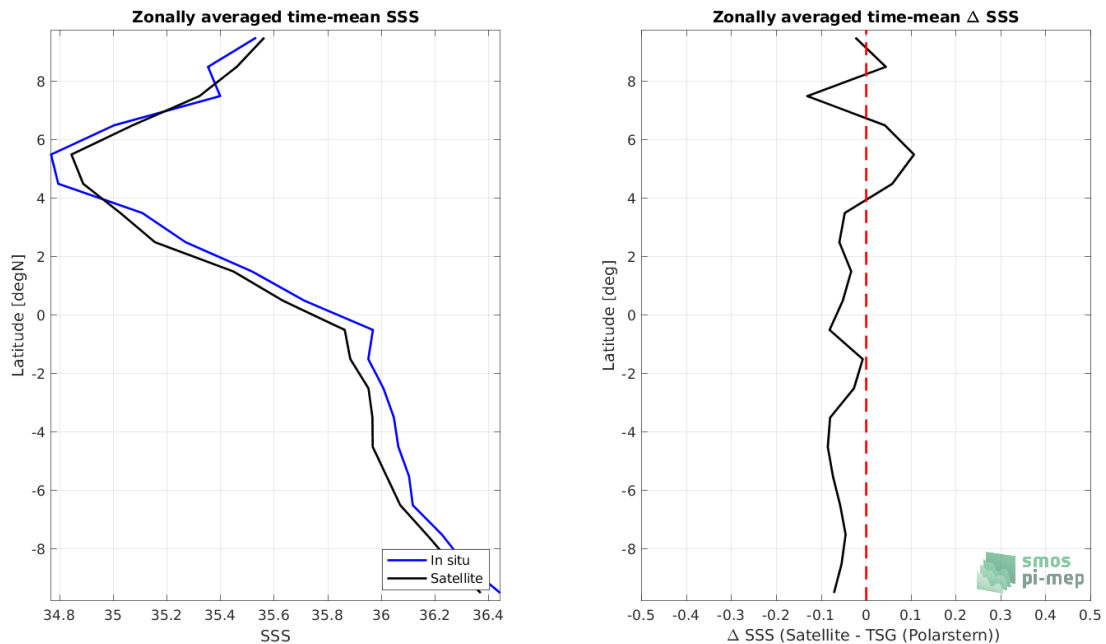 Zonally averaged time-mean SSS
8
6
4
2
0
-2
-4
-6
-8
Latitude [degN]
34.8 35 35.2 35.4 35.6 35.8 36 36.2 36.4
SSS
In situ
Satellite
Zonally averaged time-mean Δ SSS
8
6
4
2
0
-2
-4
-6
-8
Latitude [deg]
-0.5 -0.4 -0.3 -0.2 -0.1 0 0.1 0.2 0.3 0.4 0.5
Δ SSS (Satellite - TSG (Polarstern))
smos
pi-mep